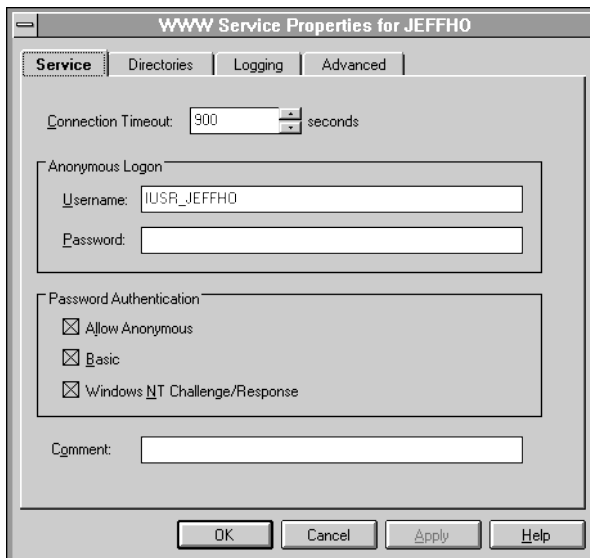 WWW Service Properties for JEFFHO
Service Directories Logging Advanced
Connection Timeout: 900 seconds
Anonymous Logon
Username: IUSR_JEFFHO
Password:
Password Authentication
Allow Anonymous
Basic
Windows NT Challenge/Response
Comment:
OK Cancel Apply Help